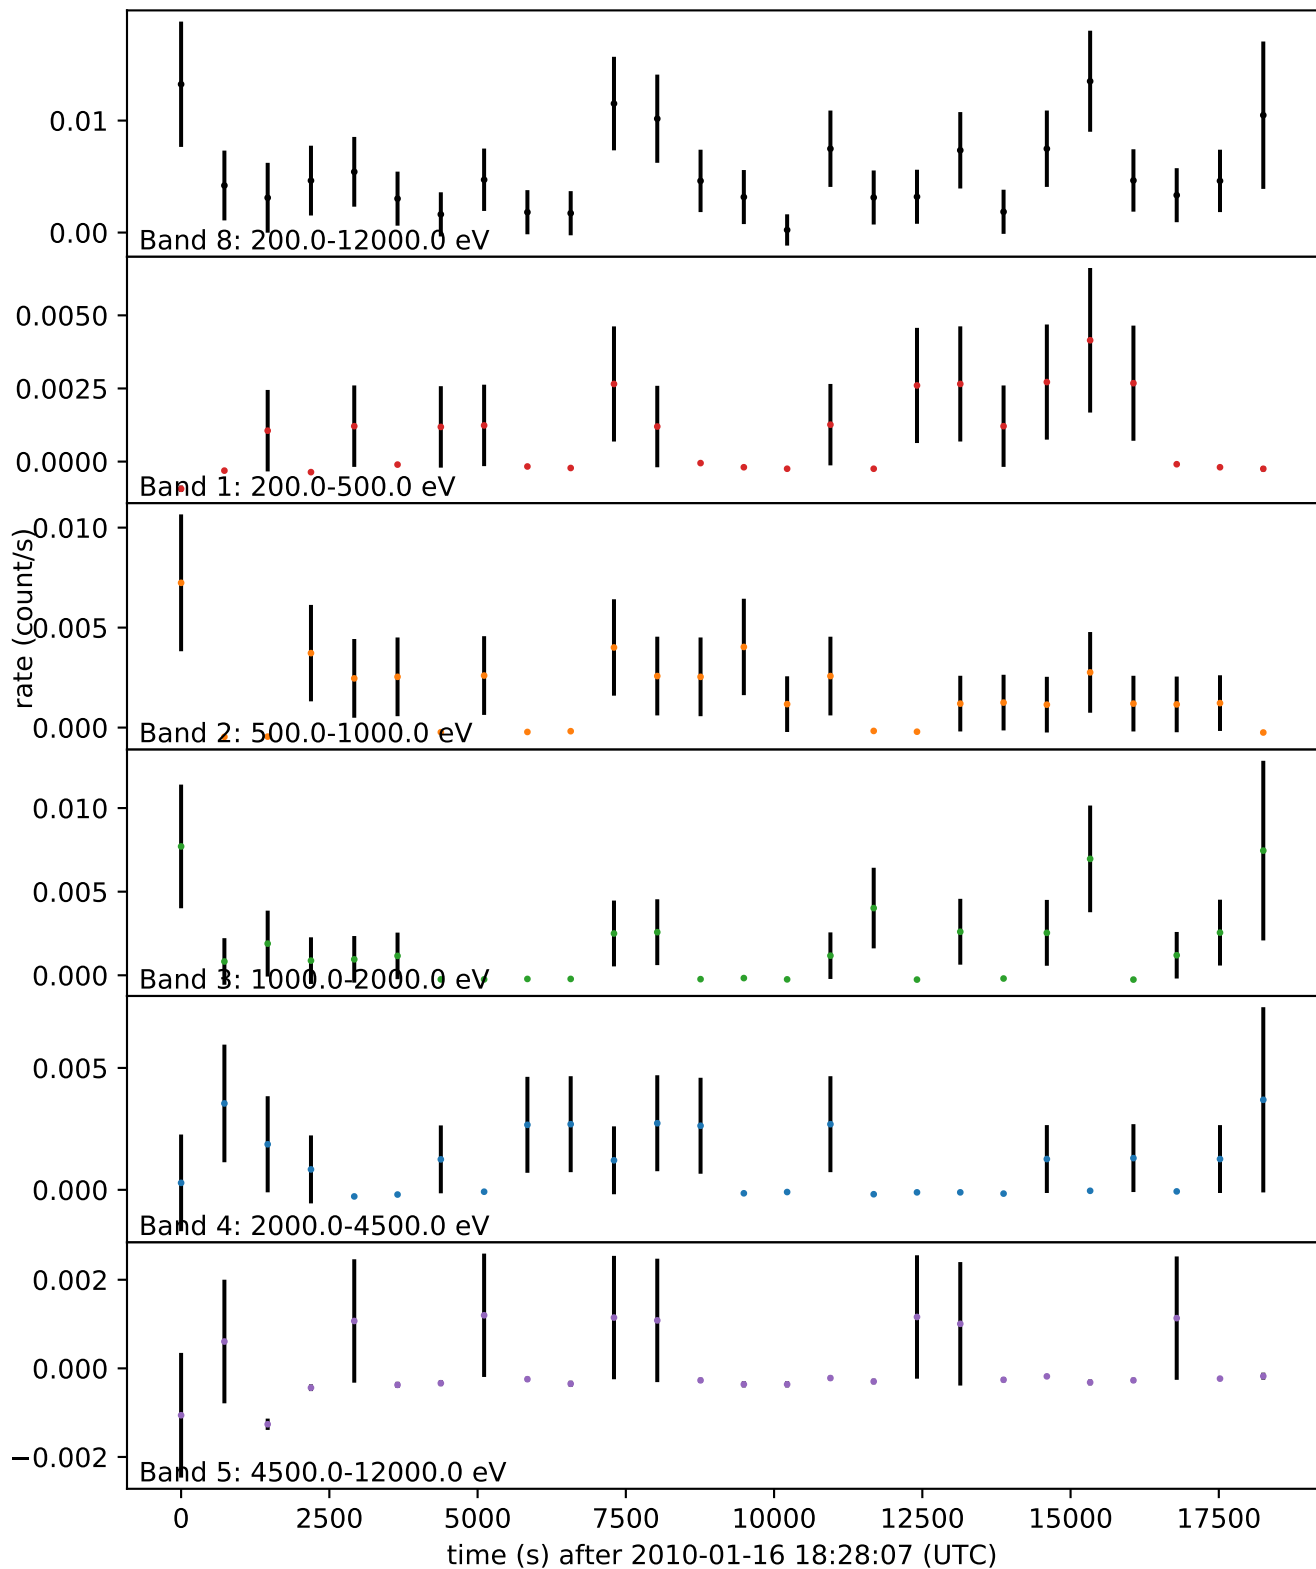 0.01
0.00
Band 8: 200.0-12000.0 eV
0.0050
0.0025
0.0000
Band 1: 200.0-500.0 eV
rate (count/s)
0.010
0.005
0.000
Band 2: 500.0-1000.0 eV
0.010
0.005
0.000
Band 3: 1000.0-2000.0 eV
0.005
0.000
Band 4: 2000.0-4500.0 eV
0.002
0.000
−0.002
Band 5: 4500.0-12000.0 eV
0 2500 5000 7500 10000 12500 15000 17500
time (s) after 2010-01-16 18:28:07 (UTC)